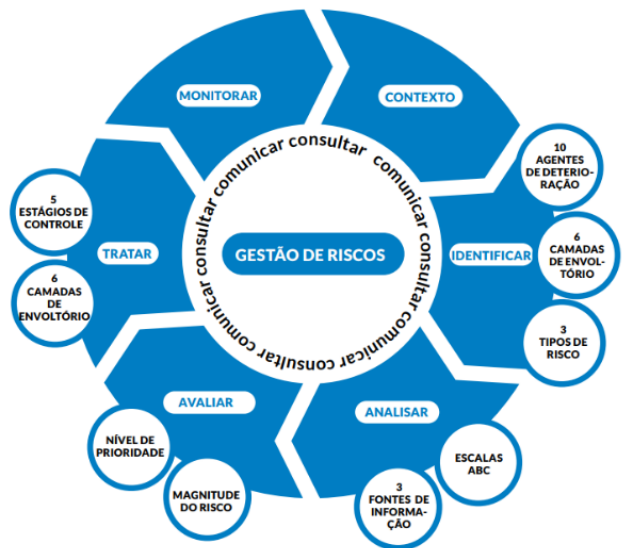 GESTÃO DE RISCOS
comunicar consultar comunicar consultar comunicar consultar comunicar consultar
CONTEXTO
IDENTIFICAR
10
AGENTES
DE DETERIO-
RAÇÃO
6
CAMADAS
DE ENVOL-
TÓRIO
3
TIPOS DE
RISCO
ANALISAR
ESCALAS
ABC
3
FONTES DE
INFORMA-
ÇÃO
AVALIAR
MAGNITUDE
DO RISCO
NÍVEL DE
PRIORIDADE
TRATAR
6
CAMADAS
DE
ENVOLTÓRIO
5
ESTÁGIOS DE
CONTROLE
MONITORAR